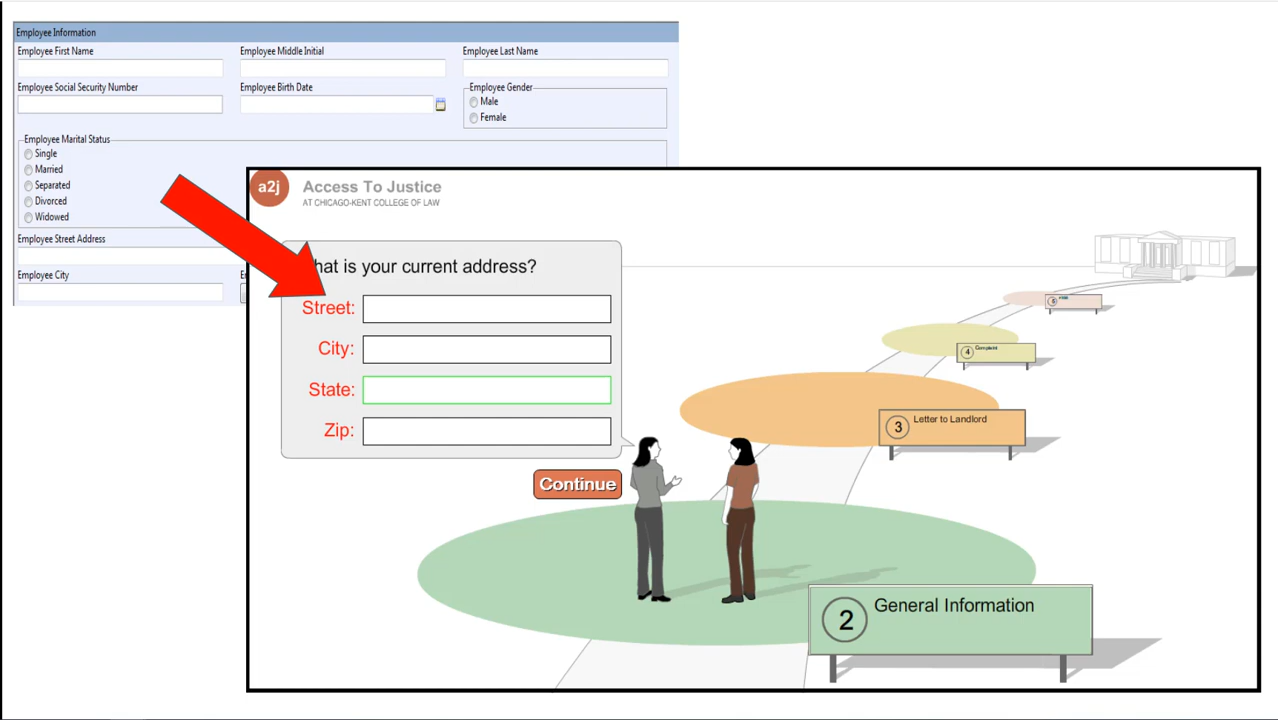 Employee Information
Employee First Name
Employee Middle Initial
Employee Last Name
Employee Social Security Number
Employee Birth Date
Employee Gender
Male
Female
Employee Marital Status
Single
Married
Separated
Divorced
Widowed
Employee Street Address
Employee City
a2j
Access To Justice
AT CHICAGO-KENT COLLEGE OF LAW
is your current address?
Street:
City:
State:
Zip:
Continue
5
4 Complaint
3 Letter to Landlord
2 General Information